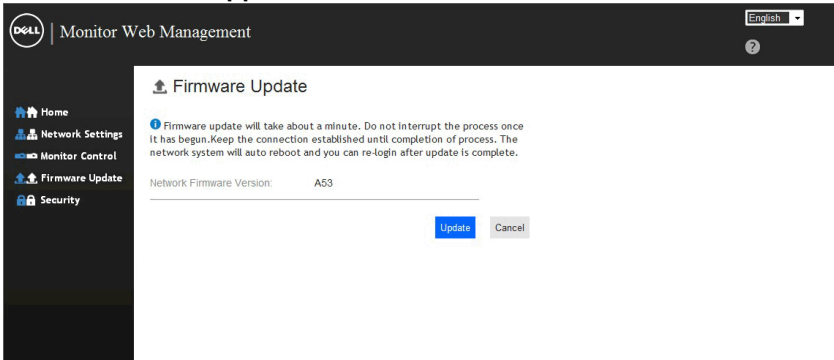 DELL | Monitor Web Management
English
?
Firmware Update
Home
Network Settings
Monitor Control
Firmware Update
Security
Firmware update will take about a minute. Do not interrupt the process once
it has begun.Keep the connection established until completion of process. The
network system will auto reboot and you can re-login after update is complete.
Network Firmware Version: A53
Update Cancel